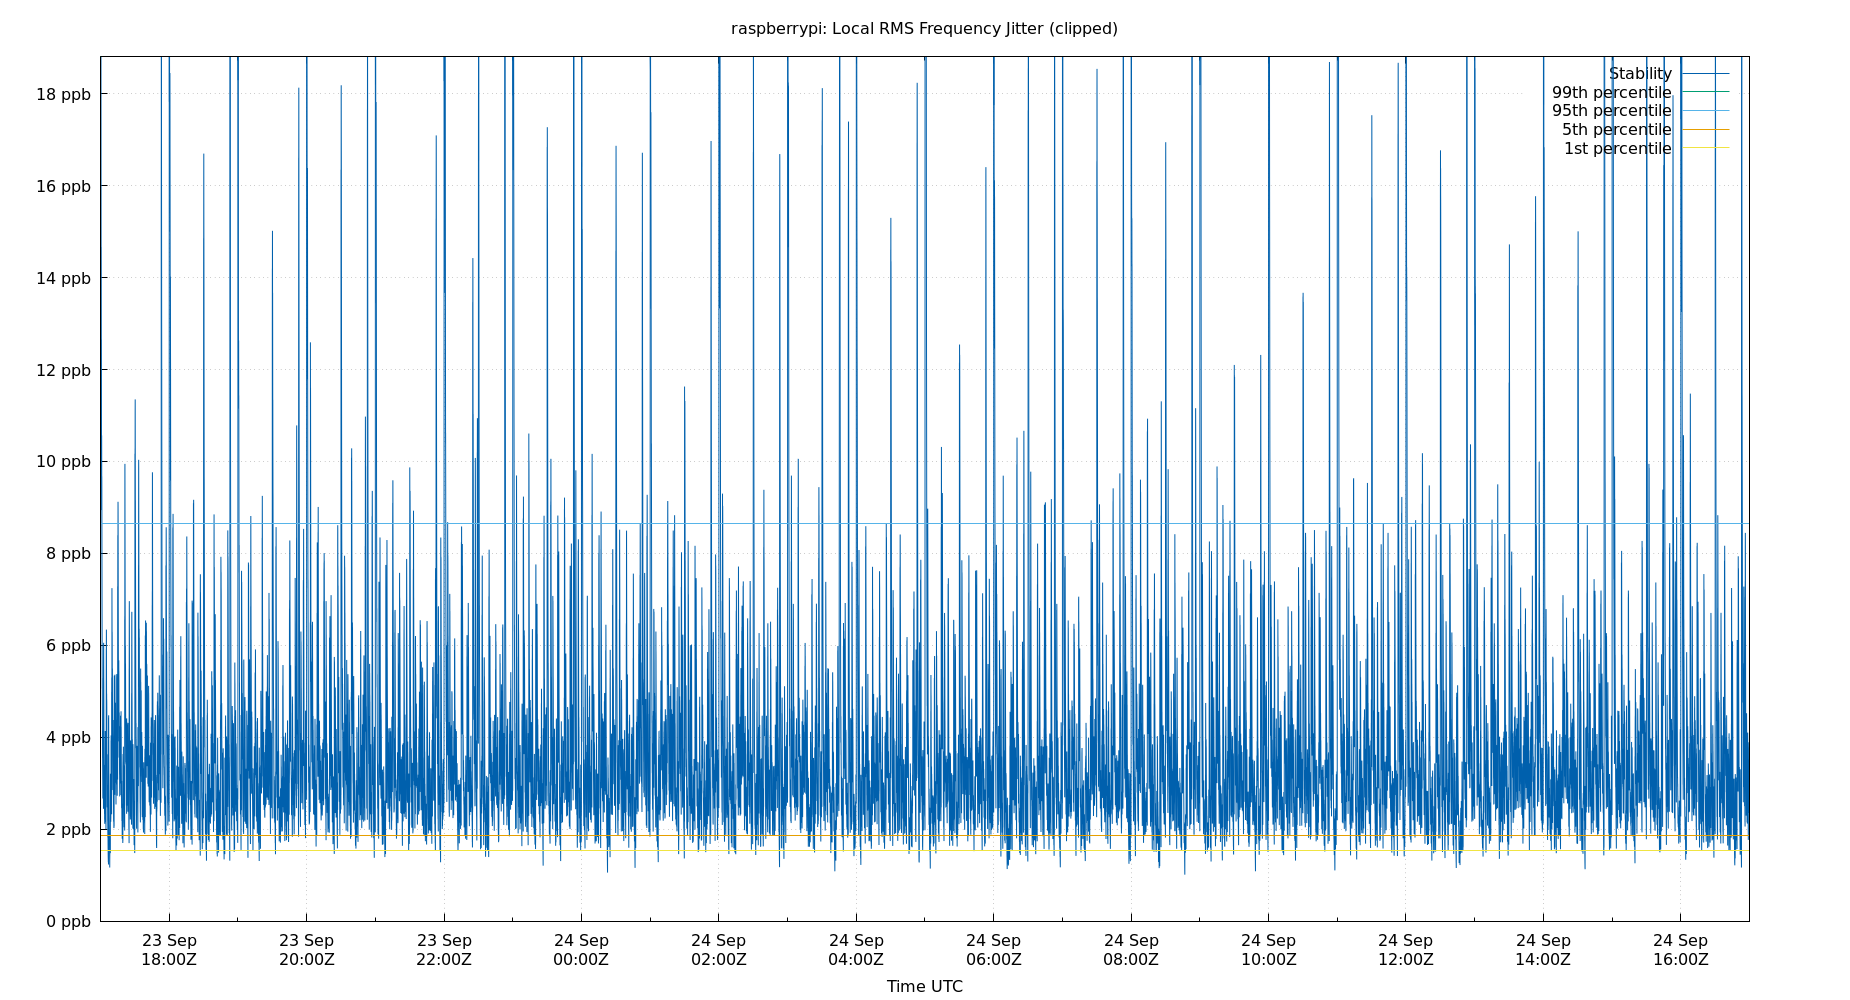 raspberrypi: Local RMS Frequency Jitter (clipped)
Stability
99th percentile
95th percentile
5th percentile
1st percentile
18 ppb
16 ppb
14 ppb
12 ppb
10 ppb
8 ppb
6 ppb
4 ppb
2 ppb
0 ppb
23 Sep 23 Sep 23 Sep 24 Sep 24 Sep 24 Sep 24 Sep 24 Sep 24 Sep 24 Sep 24 Sep 24 Sep
18:00Z 20:00Z 22:00Z 00:00Z 02:00Z 04:00Z 06:00Z 08:00Z 10:00Z 12:00Z 14:00Z 16:00Z
Time UTC